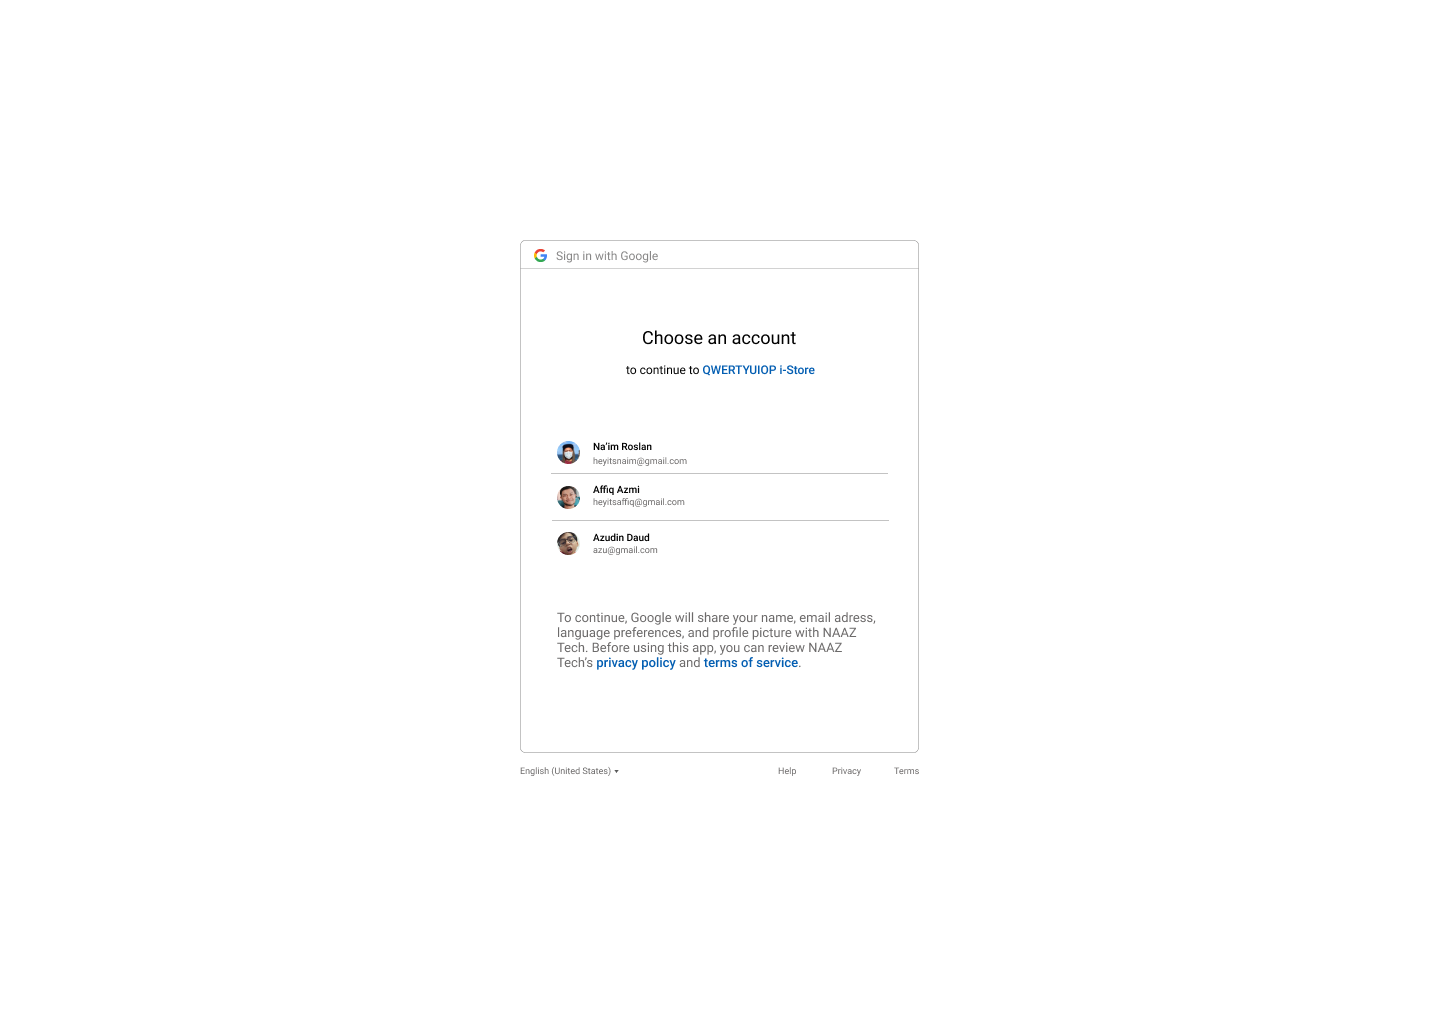 Sign in with Google
Choose an account
to continue to QWERTYUIOP i-Store
Na’im Roslan
heyitsnaim@gmail.com
Affiq Azmi
heyitsaffiq@gmail.com
Azudin Daud
azu@gmail.com
To continue, Google will share your name, email adress,
language preferences, and profile picture with NAAZ
Tech. Before using this app, you can review NAAZ
Tech’s privacy policy and terms of service.
English (United States) Help Privacy Terms